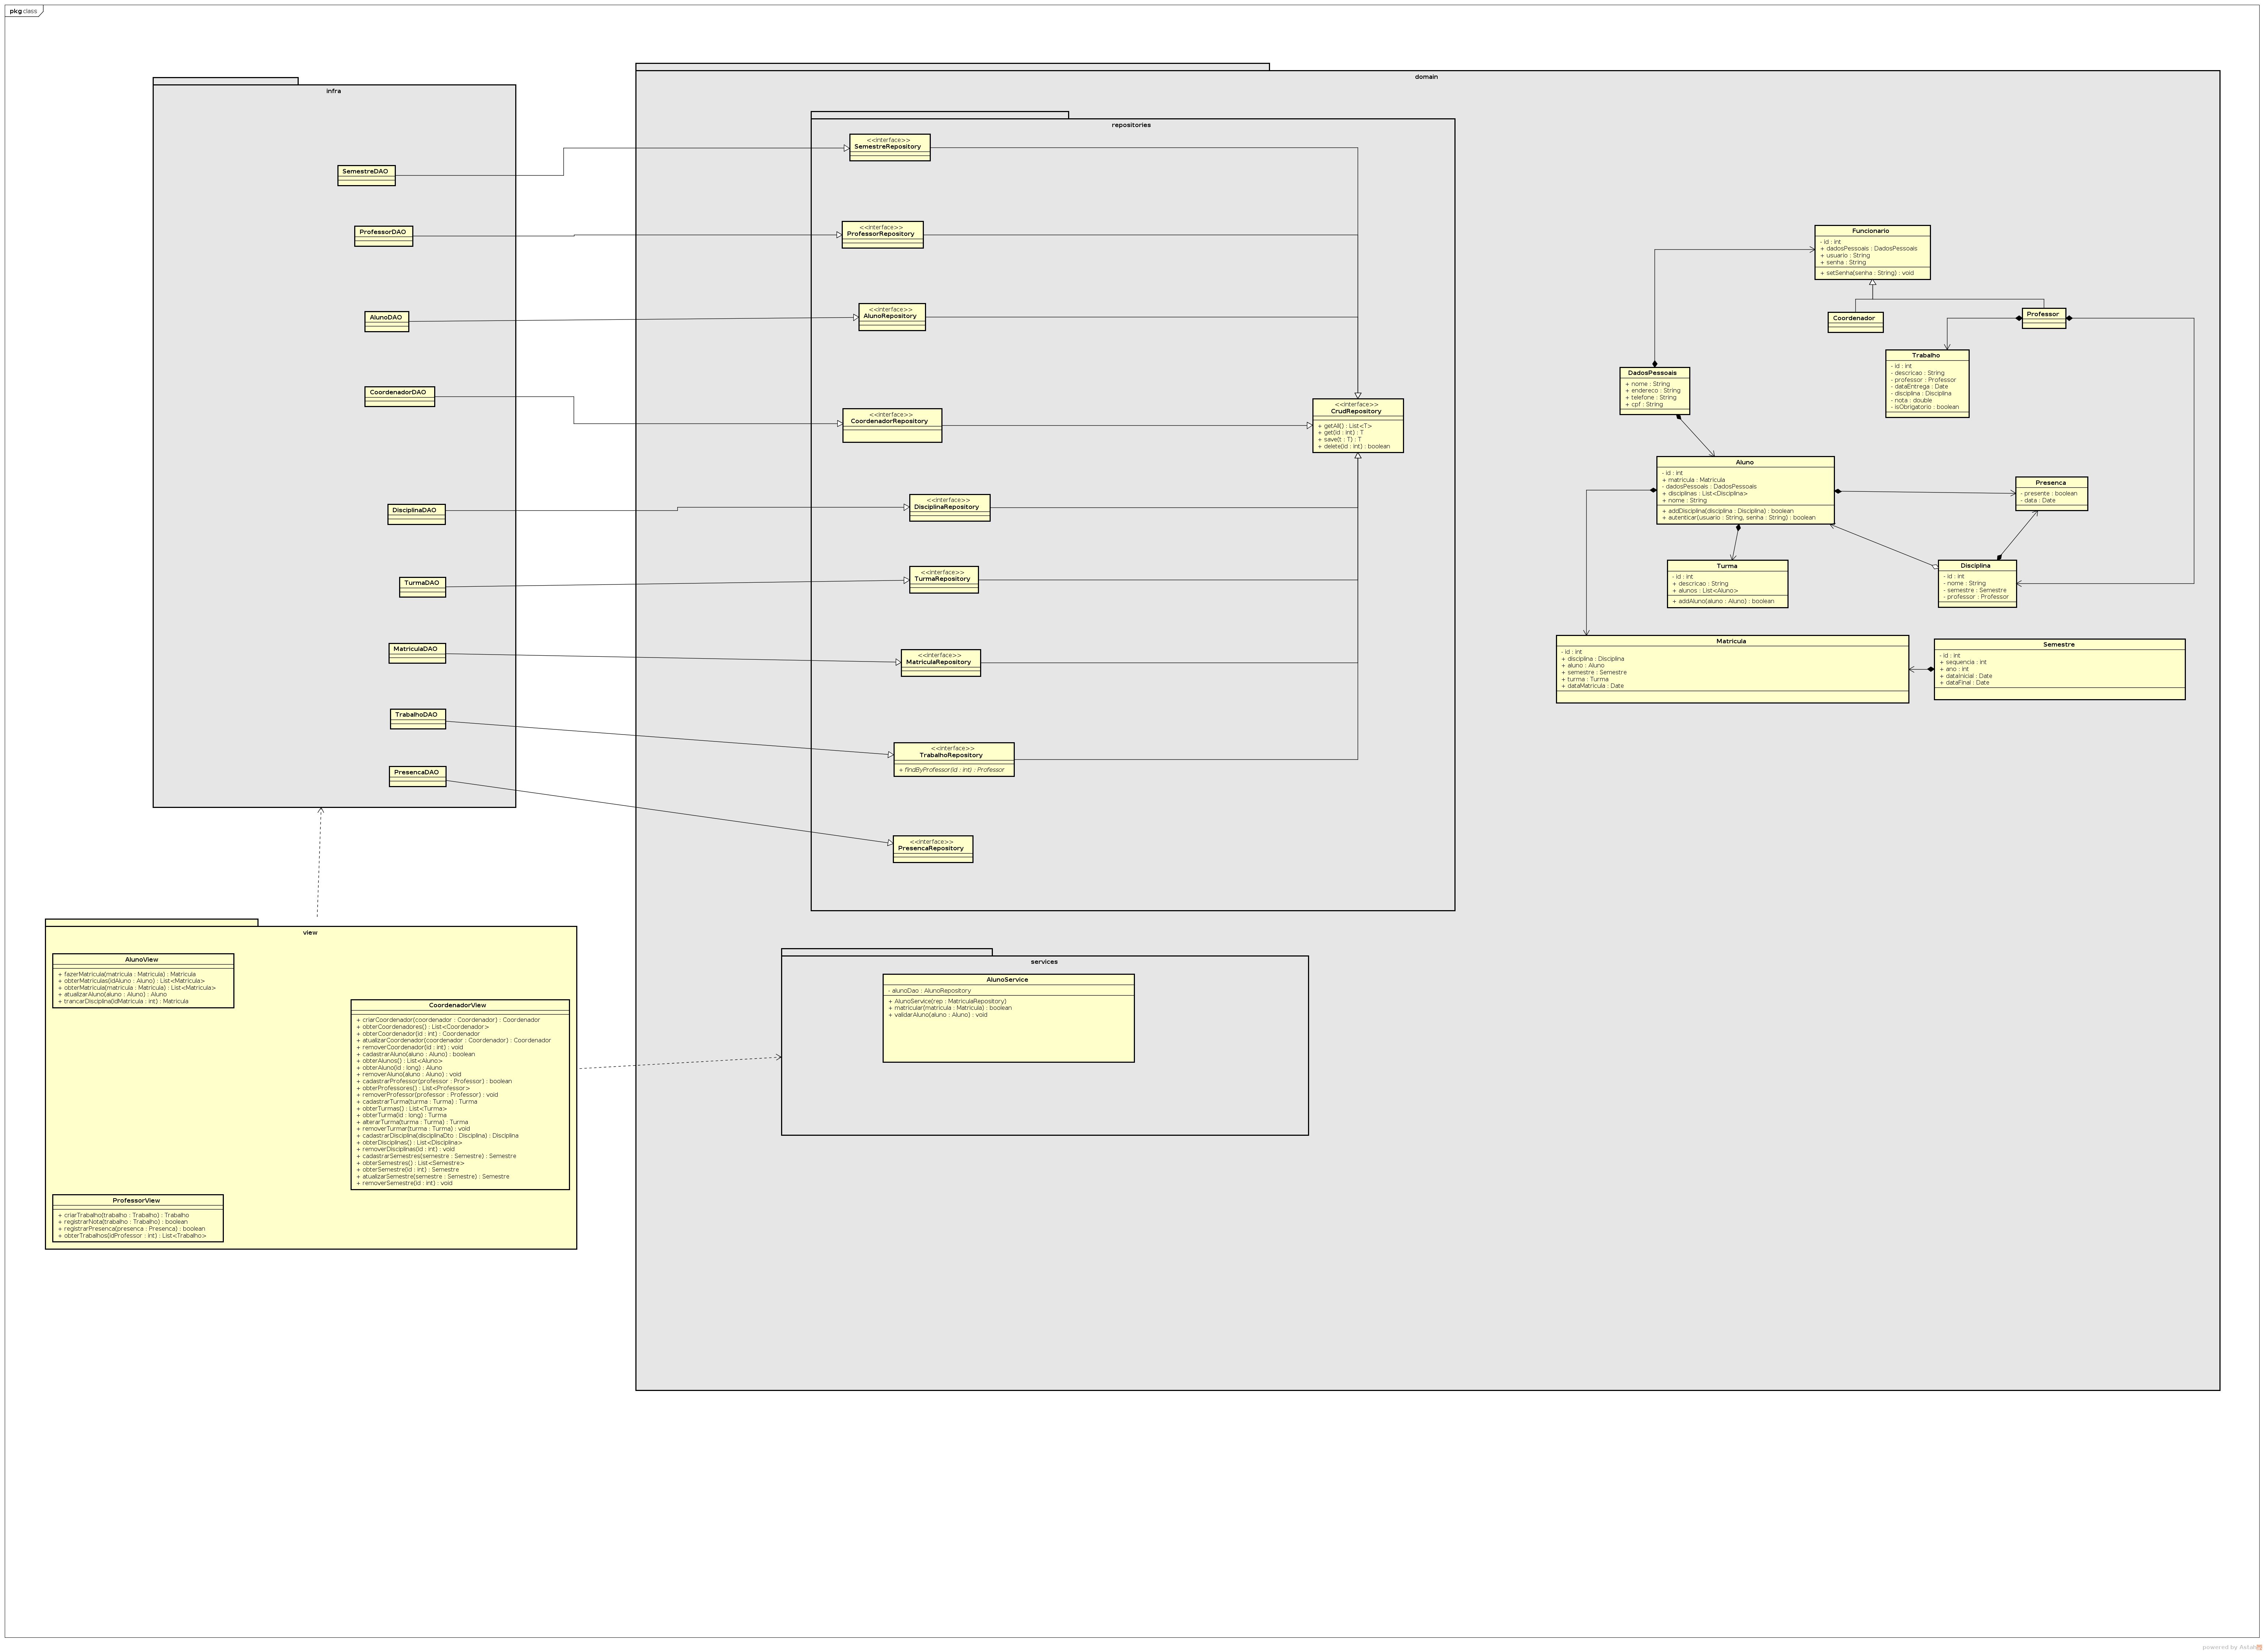 pkg class
infra
SemestreDAO
ProfessorDAO
AlunoDAO
CoordenadorDAO
DisciplinaDAO
TurmaDAO
MatriculaDAO
TrabalhoDAO
PresencaDAO
domain
repositories
<<interface>>
SemestreRepository
<<interface>>
ProfessorRepository
<<interface>>
AlunoRepository
<<interface>>
CoordenadorRepository
<<interface>>
CrudRepository
+ getAll() : List<T>
+ get(id : int) : T
+ save(t : T) : T
+ delete(id : int) : boolean
<<interface>>
DisciplinaRepository
<<interface>>
TurmaRepository
<<interface>>
MatriculaRepository
<<interface>>
TrabalhoRepository
+ findByProfessor(id : int) : Professor
<<interface>>
PresencaRepository
Funcionario
- id : int
+ dadosPessoais : DadosPessoais
+ usuario : String
+ senha : String
+ setSenha(senha : String) : void
Coordenador
Professor
Trabalho
- id : int
- descricao : String
- professor : Professor
- dataEntrega : Date
- disciplina : Disciplina
- nota : double
- isObrigatorio : boolean
DadosPessoais
+ nome : String
+ endereco : String
+ telefone : String
+ cpf : String
Aluno
- id : int
+ matricula : Matricula
- dadosPessoais : DadosPessoais
+ disciplinas : List<Disciplina>
+ nome : String
+ addDisciplina(disciplina : Disciplina) : boolean
+ autenticar(usuario : String, senha : String) : boolean
Presenca
- presente : boolean
- data : Date
Turma
- id : int
+ descricao : String
+ alunos : List<Aluno>
+ addAluno(aluno : Aluno) : boolean
Disciplina
- id : int
- nome : String
- semestre : Semestre
- professor : Professor
Matricula
- id : int
+ disciplina : Disciplina
+ aluno : Aluno
+ semestre : Semestre
+ turma : Turma
+ dataMatricula : Date
Semestre
- id : int
+ sequencia : int
+ ano : int
+ dataInicial : Date
+ dataFinal : Date
view
AlunoView
+ fazerMatricula(matricula : Matricula) : Matricula
+ obterMatriculas(idAluno : Aluno) : List<Matricula>
+ obterMatricula(matricula : Matricula) : List<Matricula>
+ atualizarAluno(aluno : Aluno) : Aluno
+ trancarDisciplina(idMatricula : int) : Matricula
CoordenadorView
+ criarCoordenador(coordenador : Coordenador) : Coordenador
+ obterCoordenadores() : List<Coordenador>
+ obterCoordenador(id : int) : Coordenador
+ atualizarCoordenador(coordenador : Coordenador) : Coordenador
+ removerCoordenador(id : int) : void
+ cadastrarAluno(aluno : Aluno) : boolean
+ obterAlunos() : List<Aluno>
+ obterAluno(id : long) : Aluno
+ removerAluno(aluno : Aluno) : void
+ cadastrarProfessor(professor : Professor) : boolean
+ obterProfessores() : List<Professor>
+ removerProfessor(professor : Professor) : void
+ cadastrarTurma(turma : Turma) : Turma
+ obterTurmas() : List<Turma>
+ obterTurma(id : long) : Turma
+ alterarTurma(turma : Turma) : Turma
+ removerTurmar(turma : Turma) : void
+ cadastrarDisciplina(disciplinaDto : Disciplina) : Disciplina
+ obterDisciplinas() : List<Disciplina>
+ removerDisciplinas(id : int) : void
+ cadastrarSemestres(semestre : Semestre) : Semestre
+ obterSemestres() : List<Semestre>
+ obterSemestre(id : int) : Semestre
+ atualizarSemestre(semestre : Semestre) : Semestre
+ removerSemestre(id : int) : void
ProfessorView
+ criarTrabalho(trabalho : Trabalho) : Trabalho
+ registrarNota(trabalho : Trabalho) : boolean
+ registrarPresenca(presenca : Presenca) : boolean
+ obterTrabalhos(idProfessor : int) : List<Trabalho>
services
AlunoService
- alunoDao : AlunoRepository
+ AlunoService(rep : MatriculaRepository)
+ matricular(matricula : Matricula) : boolean
+ validarAluno(aluno : Aluno) : void
powered by Astah